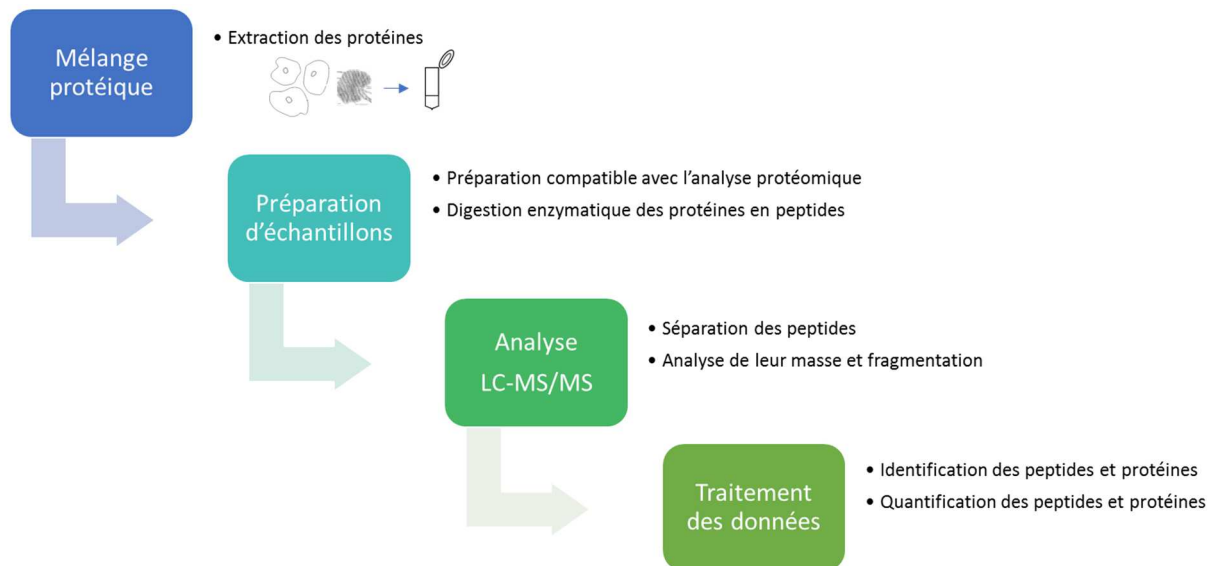 Mélange
protéique
• Extraction des protéines
Préparation
d’échantillons
• Préparation compatible avec l’analyse protéomique
• Digestion enzymatique des protéines en peptides
Analyse
LC-MS/MS
• Séparation des peptides
• Analyse de leur masse et fragmentation
Traitement
des données
• Identification des peptides et protéines
• Quantification des peptides et protéines